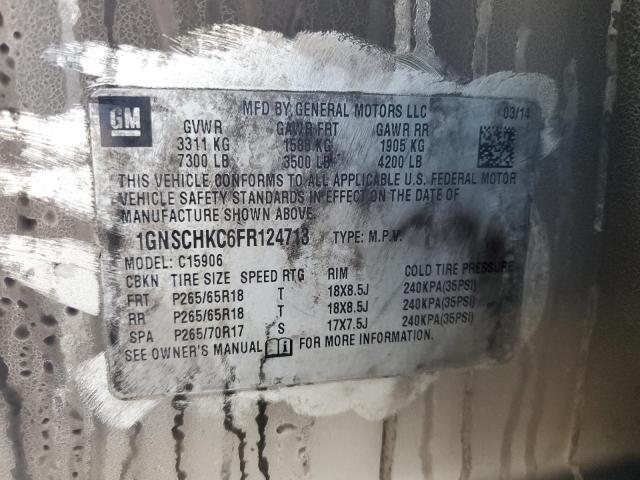 GM
MFD BY GENERAL MOTORS LLC 03/14
GVWR GAWR FRT GAWR RR
3311 KG 1588 KG 1905 KG
7300 LB 3500 LB 4200 LB
THIS VEHICLE CONFORMS TO ALL APPLICABLE U.S. FEDERAL MOTOR
VEHICLE SAFETY STANDARDS IN EFFECT ON THE DATE OF
MANUFACTURE SHOWN ABOVE.
1GNSCHKC6FR124713 TYPE: M.P.V.
MODEL: C15906
CBKN TIRE SIZE SPEED RTG RIM COLD TIRE PRESSURE
FRT P265/65R18 T 18X8.5J 240KPA(35PSI)
RR P265/65R18 T 18X8.5J 240KPA(35PSI)
SPA P265/70R17 S 17X7.5J 240KPA(35PSI)
SEE OWNER'S MANUAL FOR MORE INFORMATION.